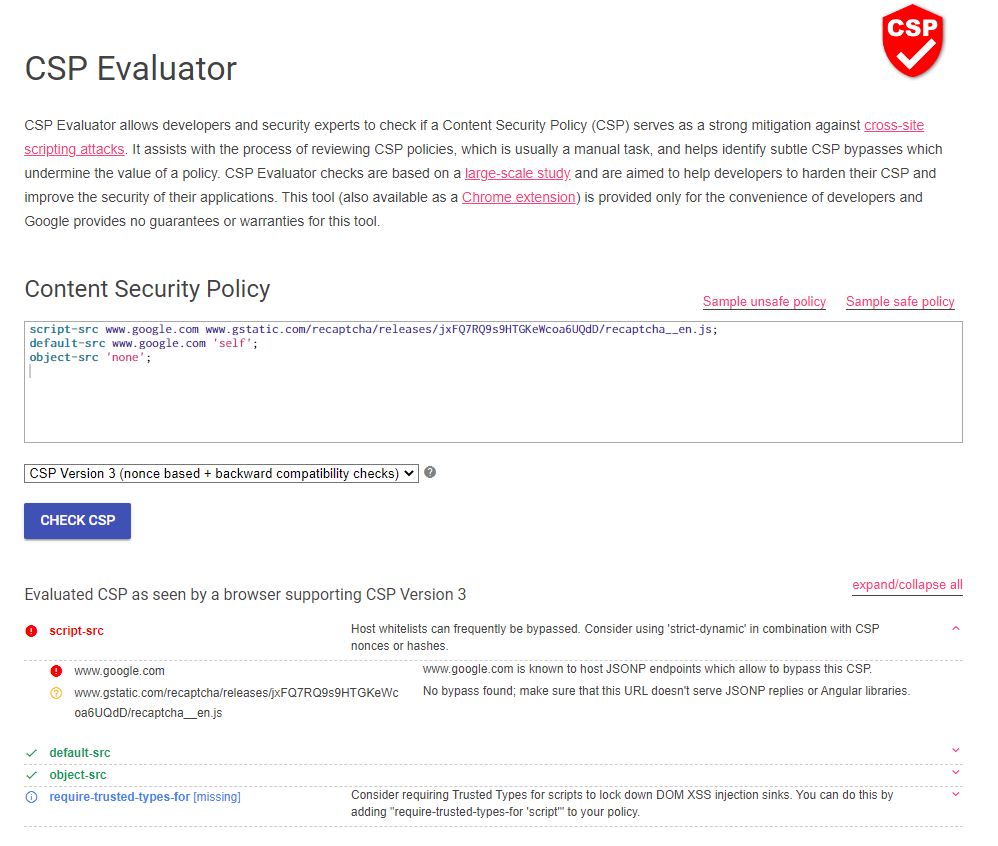 CSP
CSP Evaluator
CSP Evaluator allows developers and security experts to check if a Content Security Policy (CSP) serves as a strong mitigation against cross-site
scripting attacks. It assists with the process of reviewing CSP policies, which is usually a manual task, and helps identify subtle CSP bypasses which
undermine the value of a policy. CSP Evaluator checks are based on a large-scale study and are aimed to help developers to harden their CSP and
improve the security of their applications. This tool (also available as a Chrome extension) is provided only for the convenience of developers and
Google provides no guarantees or warranties for this tool.
Content Security Policy
Sample unsafe policy Sample safe policy
script-src www.google.com www.gstatic.com/recaptcha/releases/jxFQ7RQ9s9HTGKeWcoa6UQdD/recaptcha__en.js;
default-src www.google.com 'self';
object-src 'none';
CSP Version 3 (nonce based + backward compatibility checks)
?
CHECK CSP
expand/collapse all
Evaluated CSP as seen by a browser supporting CSP Version 3
script-src
Host whitelists can frequently be bypassed. Consider using 'strict-dynamic' in combination with CSP
nonces or hashes.
www.google.com
www.google.com is known to host JSONP endpoints which allow to bypass this CSP.
www.gstatic.com/recaptcha/releases/jxFQ7RQ9s9HTGKeWc
oa6UQdD/recaptcha__en.js
No bypass found; make sure that this URL doesn't serve JSONP replies or Angular libraries.
default-src
object-src
require-trusted-types-for [missing]
Consider requiring Trusted Types for scripts to lock down DOM XSS injection sinks. You can do this by
adding "require-trusted-types-for 'script'" to your policy.